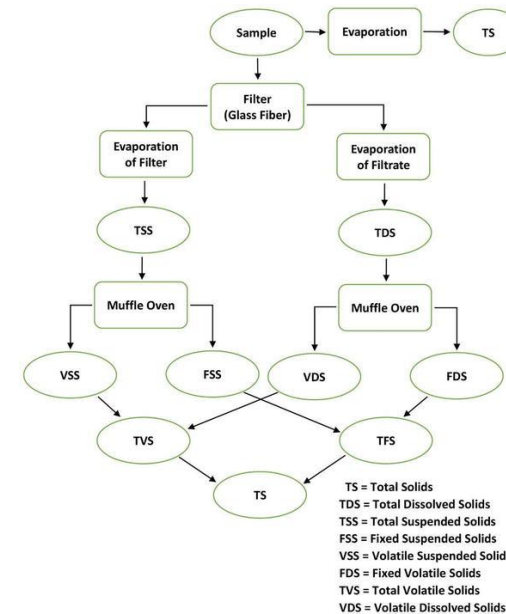 Sample
Evaporation
TS
Filter
(Glass Fiber)
Evaporation
of Filter
Evaporation
of Filtrate
TSS
TDS
Muffle Oven
Muffle Oven
VSS
FSS
VDS
FDS
TVS
TFS
TS
TS = Total Solids
TDS = Total Dissolved Solids
TSS = Total Suspended Solids
FSS = Fixed Suspended Solids
VSS = Volatile Suspended Solid
FDS = Fixed Volatile Solids
TVS = Total Volatile Solids
VDS = Volatile Dissolved Solids